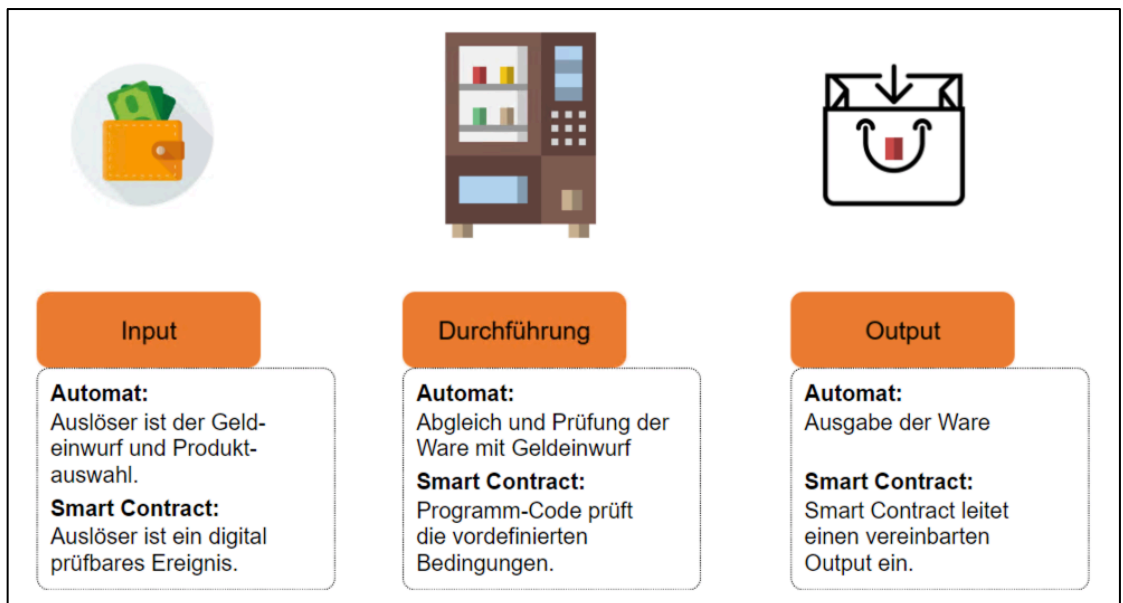 Input
Automat:
Auslöser ist der Geld-
einwurf und Produkt-
auswahl.
Smart Contract:
Auslöser ist ein digital
prüfbares Ereignis.
Durchführung
Automat:
Abgleich und Prüfung der
Ware mit Geldeinwurf
Smart Contract:
Programm-Code prüft
die vordefinierten
Bedingungen.
Output
Automat:
Ausgabe der Ware
Smart Contract:
Smart Contract leitet
einen vereinbarten
Output ein.